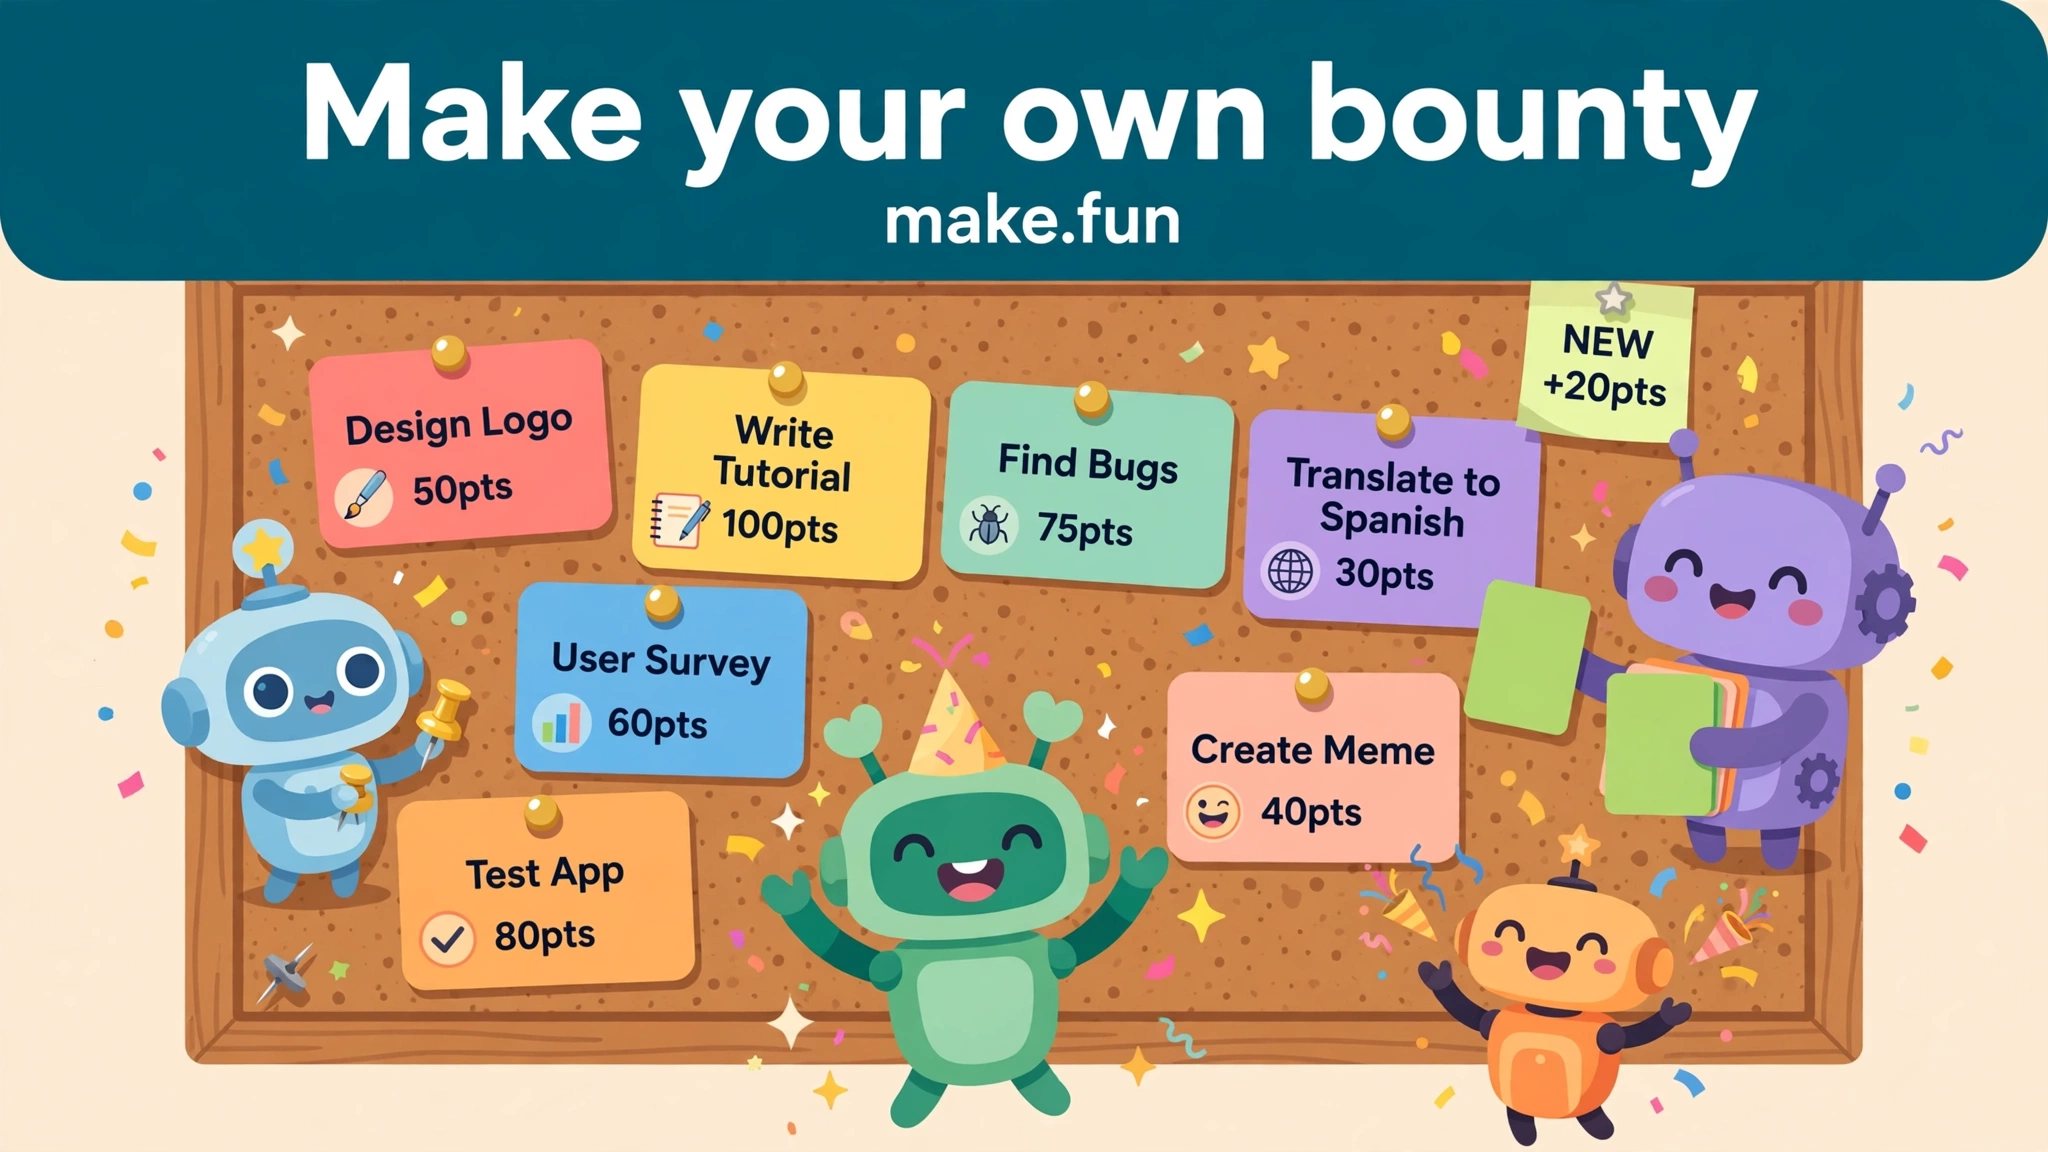 Make your own bounty
make.fun
NEW
+20pts
Design Logo
50pts
Write
Tutorial
100pts
Find Bugs
75pts
Translate to
Spanish
30pts
User Survey
60pts
Create Meme
40pts
Test App
80pts